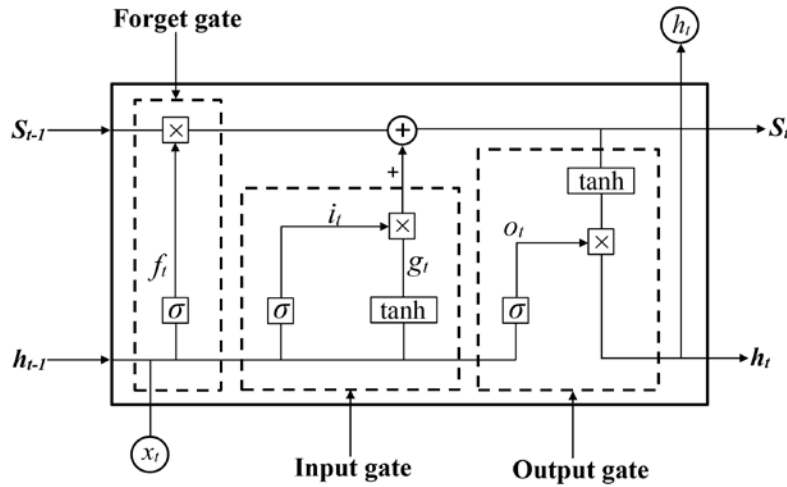 Forget gate
h_t
S_{t-1}
×
+
S_t
+
tanh
i_t
×
o_t
×
f_t
g_t
σ
σ
tanh
σ
h_{t-1}
h_t
x_t
Input gate
Output gate